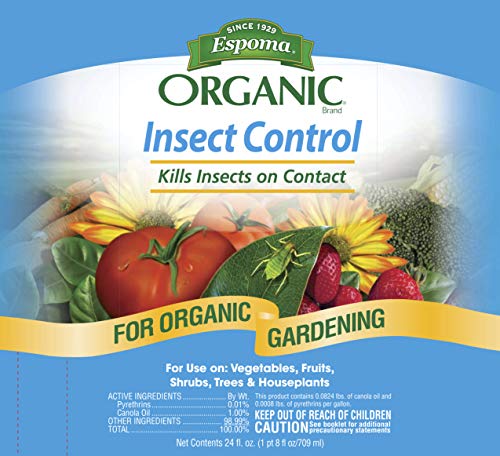 SINCE 1929
Espoma®
ORGANIC®
Brand
Insect Control
Kills Insects on Contact
FOR ORGANIC GARDENING
For Use on: Vegetables, Fruits,
Shrubs, Trees & Houseplants
ACTIVE INGREDIENTS By Wt.
Pyrethrins 0.01%
Canola Oil 1.00%
OTHER INGREDIENTS 98.99%
TOTAL 100.00%
This product contains 0.0824 lbs. of canola oil and
0.0008 lbs. of pyrethrins per gallon.
KEEP OUT OF REACH OF CHILDREN
CAUTION See booklet for additional
precautionary statements
Net Contents 24 fl. oz. (1 pt 8 fl oz/709 ml)